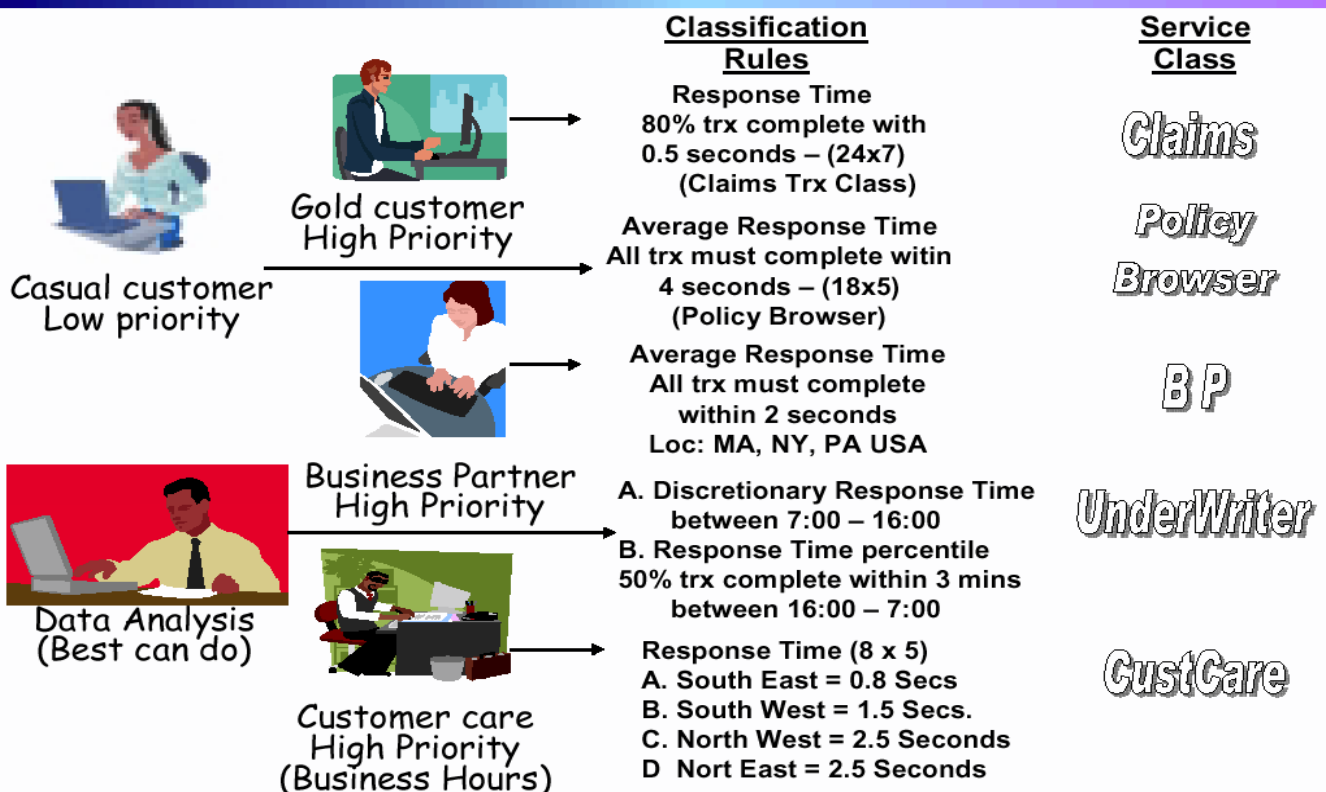 Classification
Rules
Service
Class
Casual customer
Low priority
Gold customer
High Priority
Response Time
80% trx complete with
0.5 seconds – (24x7)
(Claims Trx Class)
Claims
Average Response Time
All trx must complete witin
4 seconds – (18x5)
(Policy Browser)
Policy
Browser
Business Partner
High Priority
Average Response Time
All trx must complete
within 2 seconds
Loc: MA, NY, PA USA
B P
Data Analysis
(Best can do)
A. Discretionary Response Time
between 7:00 – 16:00
B. Response Time percentile
50% trx complete within 3 mins
between 16:00 – 7:00
UnderWriter
Customer care
High Priority
(Business Hours)
Response Time (8 x 5)
A. South East = 0.8 Secs
B. South West = 1.5 Secs.
C. North West = 2.5 Seconds
D  Nort East = 2.5 Seconds
CustCare